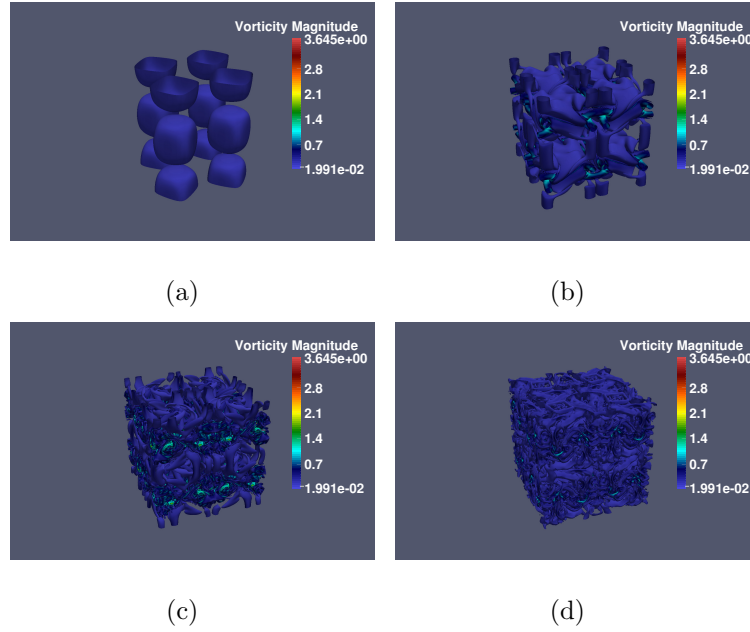 Vorticity Magnitude
3.645e+00
2.8
2.1
1.4
0.7
1.991e-02
(a)
Vorticity Magnitude
3.645e+00
2.8
2.1
1.4
0.7
1.991e-02
(b)
Vorticity Magnitude
3.645e+00
2.8
2.1
1.4
0.7
1.991e-02
(c)
Vorticity Magnitude
3.645e+00
2.8
2.1
1.4
0.7
1.991e-02
(d)